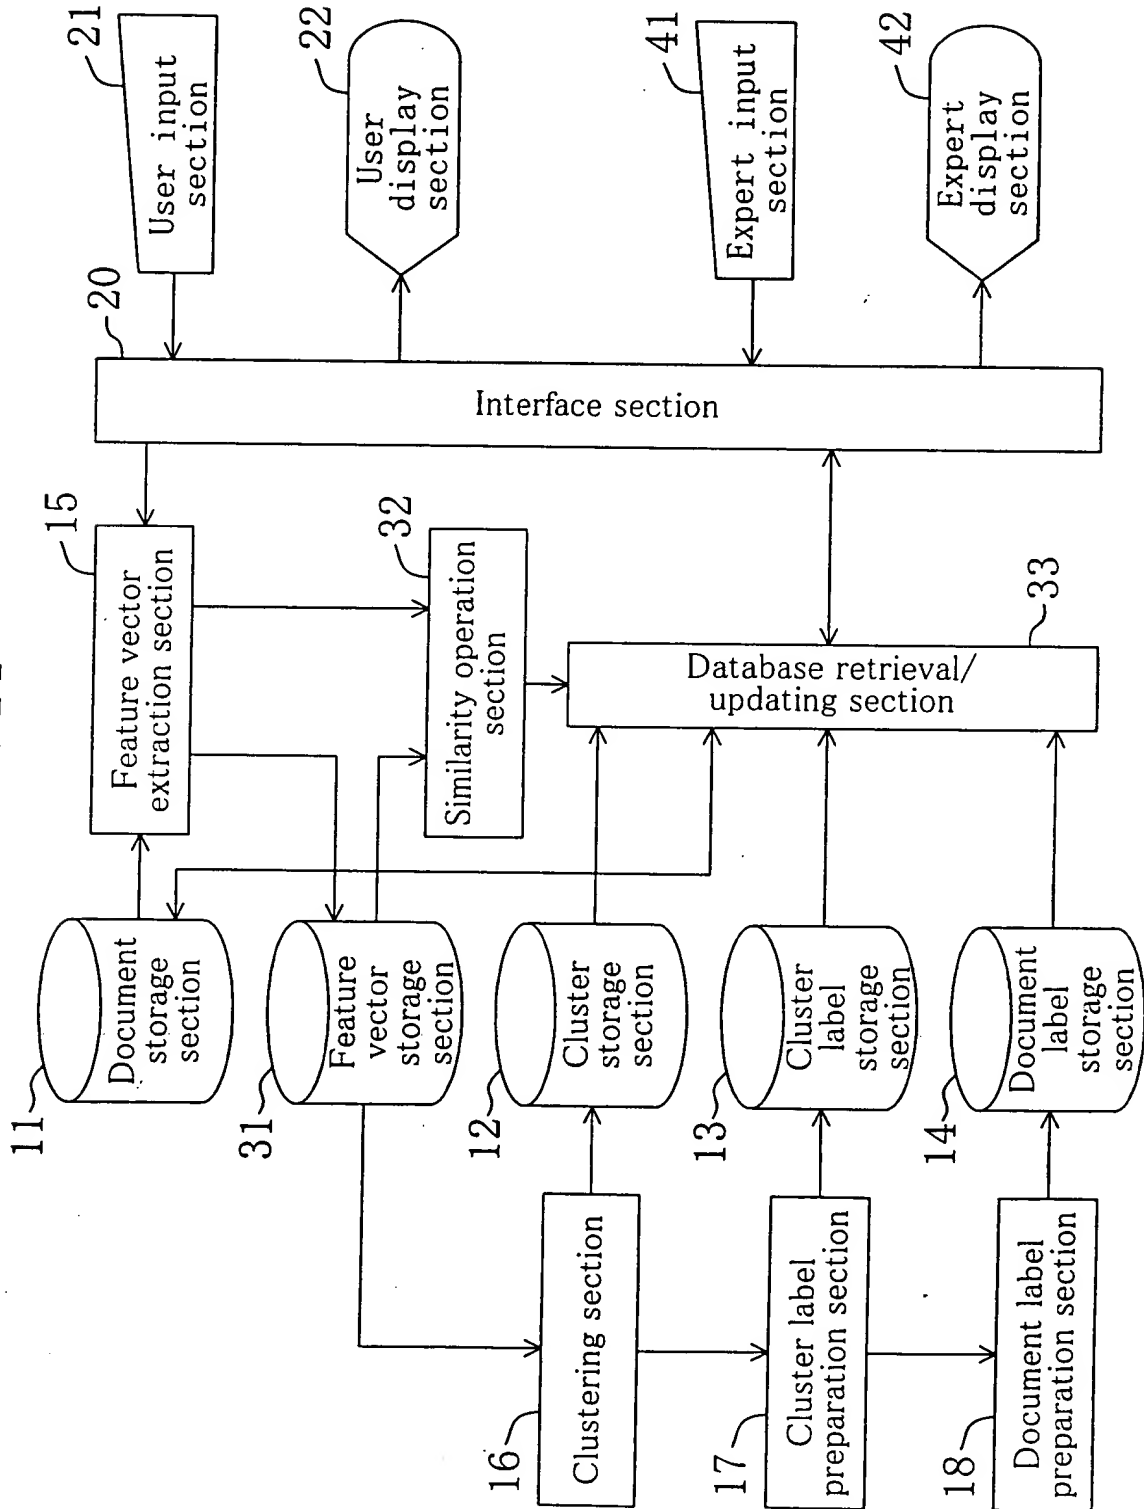 16
Clustering section
17
Cluster label
preparation section
18
Document label
preparation section
11
Document
storage
section
31
Feature
vector
storage
section
12
Cluster
storage
section
13
Cluster
label
storage
section
14
Document
label
storage
section
15
Feature vector
extraction section
32
Similarity operation
section
33
Database retrieval/
updating section
20
Interface section
21
User input
section
22
User
display
section
41
Expert input
section
42
Expert
display
section